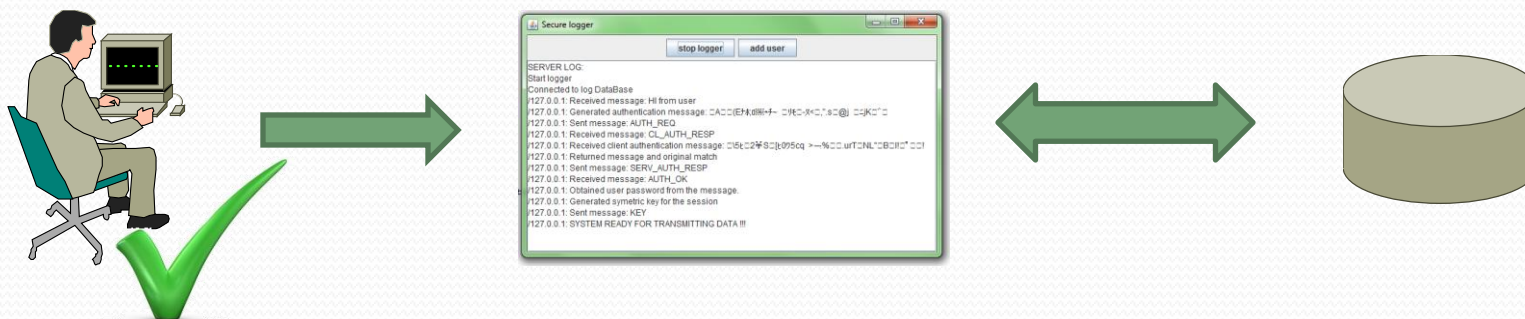 Secure logger
stop logger add user
SERVER LOG:
Start logger
Connected to log DataBase
/127.0.0.1: Received message: HI from user
/127.0.0.1: Generated authentication message:
/127.0.0.1: Sent message: AUTH_REQ
/127.0.0.1: Received message: CL_AUTH_RESP
/127.0.0.1: Received client authentication message:
/127.0.0.1: Returned message and original match
/127.0.0.1: Sent message: SERV_AUTH_RESP
/127.0.0.1: Received message: AUTH_OK
/127.0.0.1: Obtained user password from the message.
/127.0.0.1: Generated symetric key for the session
/127.0.0.1: Sent message: KEY
/127.0.0.1: SYSTEM READY FOR TRANSMITTING DATA !!!